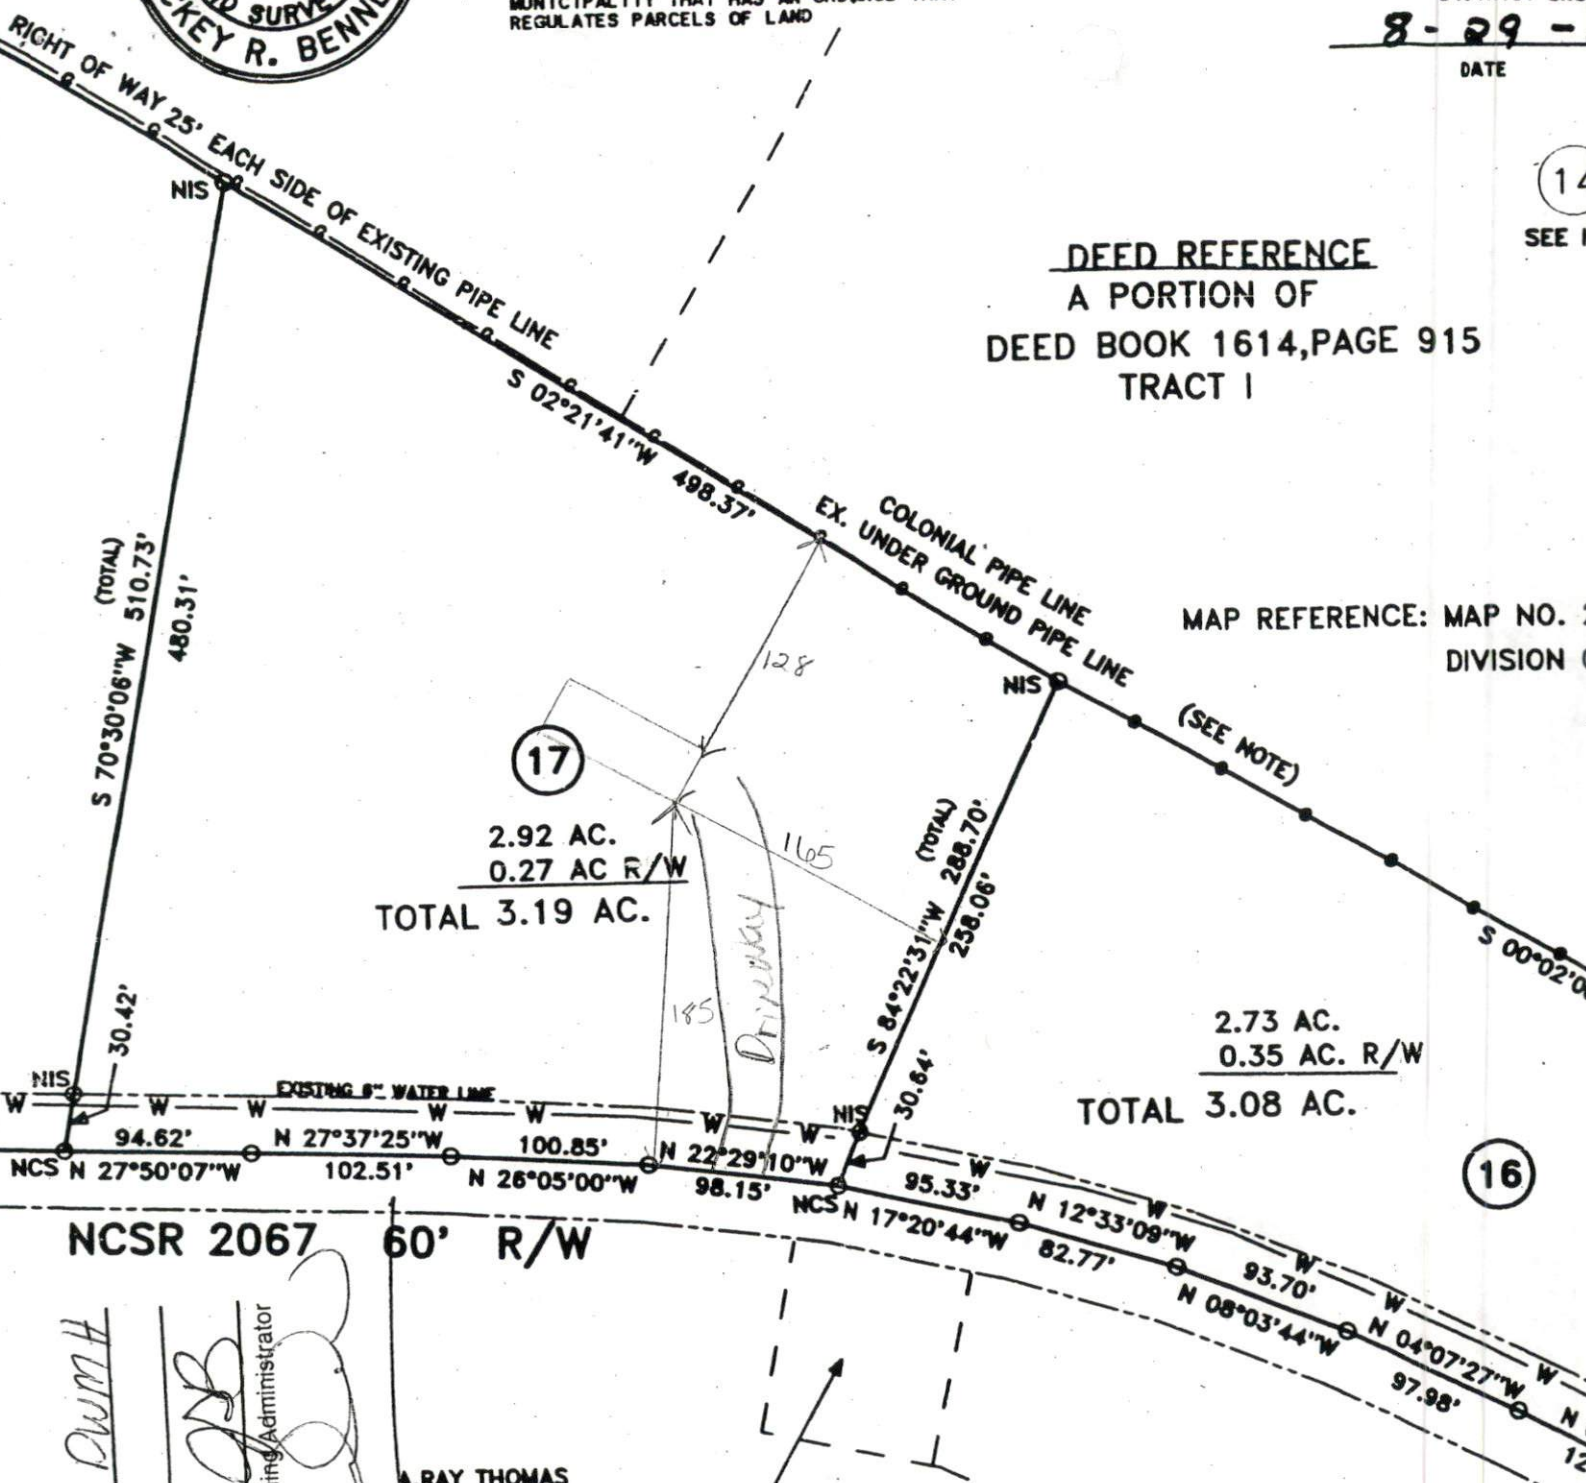 SURVE
CKEY R. BENN
REGULATES PARCELS OF LAND
8-29-
DATE
RIGHT OF WAY 25' EACH SIDE OF EXISTING PIPE LINE
NIS
14
SEE
DEED REFERENCE
A PORTION OF
DEED BOOK 1614, PAGE 915
TRACT I
S 02°21'41"W 498.37'
COLONIAL PIPE LINE
EX. UNDER GROUND PIPE LINE
(TOTAL)
S 70°30'06"W 510.73'
480.31'
MAP REFERENCE: MAP NO.
DIVISION
128
NIS
(SEE NOTE)
17
2.92 AC.
0.27 AC R/W
TOTAL 3.19 AC.
165
Driveway
185
(TOTAL)
S 84°22'31"W 288.70'
258.06'
S 00°02'0
2.73 AC.
0.35 AC. R/W
TOTAL 3.08 AC.
16
30.42'
30.64'
NIS
EXISTING 6" WATER LINE
NIS
W W W W W W W W W W W W W
94.62' N 27°37'25"W 100.85' N 22°29'10"W
NCS N 27°50'07"W 102.51' N 26°05'00"W 98.15'
95.33' N 12°33'09"W 93.70' N 04°07'27"W N
NCS N 17°20'44"W 82.77' N 08°03'44"W 97.98' 12
NCSR 2067 60' R/W
ing Administrator
A.RAY THOMAS